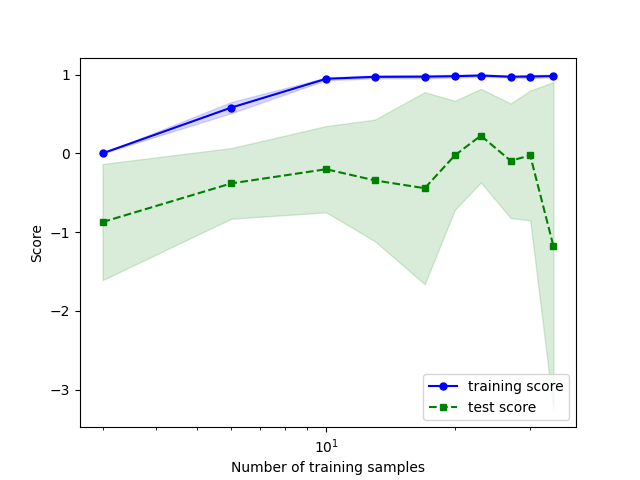 1
0
−1
−2
−3
Score
10¹
Number of training samples
training score
test score